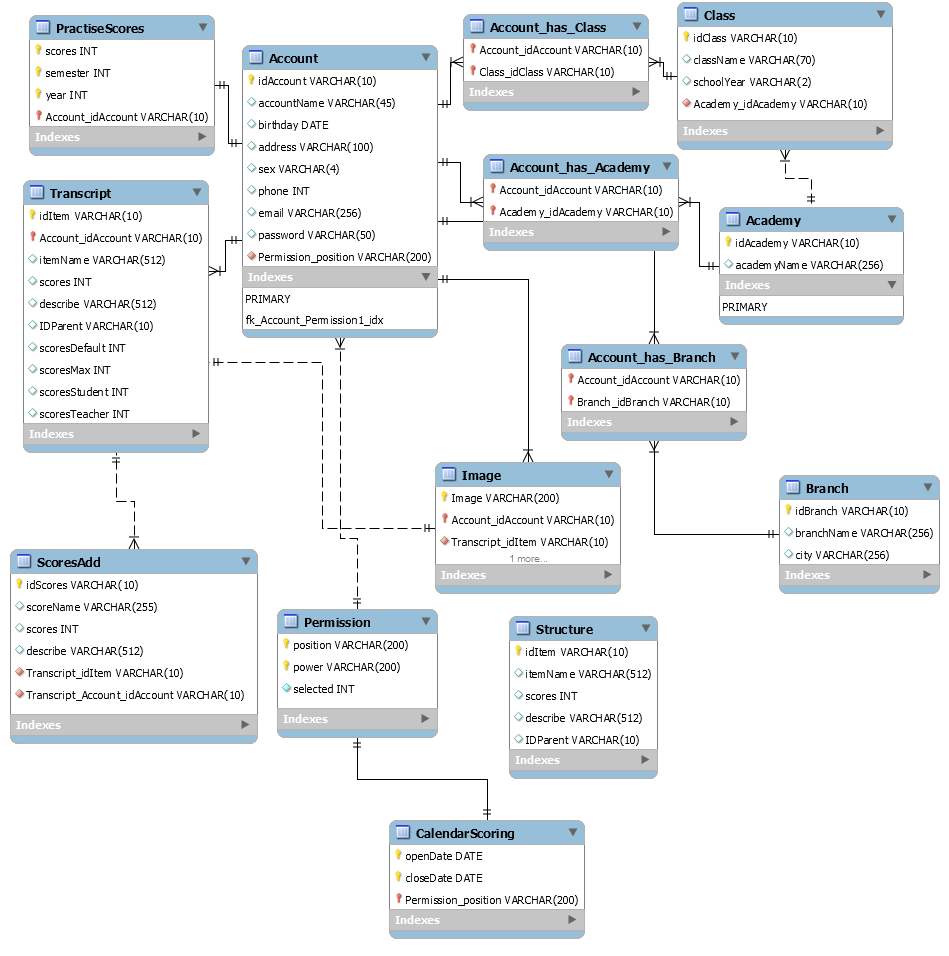 PractiseScores
scores INT
semester INT
year INT
Account_idAccount VARCHAR(10)
Indexes
Account
idAccount VARCHAR(10)
accountName VARCHAR(45)
birthday DATE
address VARCHAR(100)
sex VARCHAR(4)
phone INT
email VARCHAR(256)
password VARCHAR(50)
Permission_position VARCHAR(200)
Indexes
PRIMARY
fk_Account_Permission1_idx
Account_has_Class
Account_idAccount VARCHAR(10)
Class_idClass VARCHAR(10)
Indexes
Class
idClass VARCHAR(10)
className VARCHAR(70)
schoolYear VARCHAR(2)
Academy_idAcademy VARCHAR(10)
Indexes
Account_has_Academy
Account_idAccount VARCHAR(10)
Academy_idAcademy VARCHAR(10)
Indexes
Transcript
idItem VARCHAR(10)
Account_idAccount VARCHAR(10)
itemName VARCHAR(512)
scores INT
describe VARCHAR(512)
IDParent VARCHAR(10)
scoresDefault INT
scoresMax INT
scoresStudent INT
scoresTeacher INT
Indexes
Academy
idAcademy VARCHAR(10)
academyName VARCHAR(256)
Indexes
PRIMARY
Account_has_Branch
Account_idAccount VARCHAR(10)
Branch_idBranch VARCHAR(10)
Indexes
Image
Image VARCHAR(200)
Account_idAccount VARCHAR(10)
Transcript_idItem VARCHAR(10)
1 more...
Indexes
Branch
idBranch VARCHAR(10)
branchName VARCHAR(256)
city VARCHAR(256)
Indexes
ScoresAdd
idScores VARCHAR(10)
scoreName VARCHAR(255)
scores INT
describe VARCHAR(512)
Transcript_idItem VARCHAR(10)
Transcript_Account_idAccount VARCHAR(10)
Indexes
Permission
position VARCHAR(200)
power VARCHAR(200)
selected INT
Indexes
Structure
idItem VARCHAR(10)
itemName VARCHAR(512)
scores INT
describe VARCHAR(512)
IDParent VARCHAR(10)
Indexes
CalendarScoring
openDate DATE
closeDate DATE
Permission_position VARCHAR(200)
Indexes